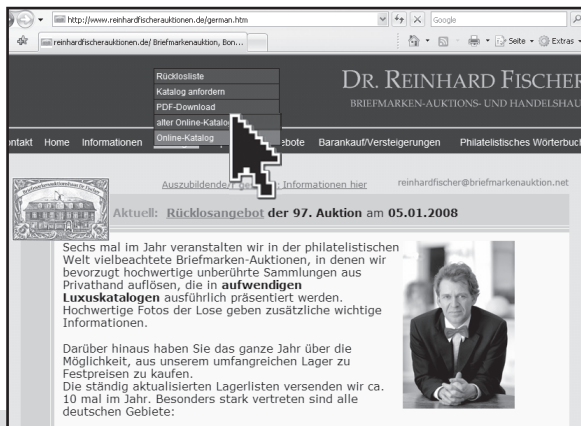 http://www.reinhardfischerauktionen.de/german.htm
Google
reinhardfischerauktionen.de/ Briefmarkenauktion, Bon...
Seite
Extras
DR. REINHARD FISCHER
BRIEFMARKEN-AUKTIONS- UND HANDELSHAU
Rücklosliste
Katalog anfordern
PDF-Download
alter Online-Katalo
Online-Katalog
ontakt Home Informationen ebote Barankauf/Versteigerungen Philatelistisches Wörterbuch
Auszubildende/r Informationen hier
reinhardfischer@briefmarkenauktion.net
Aktuell: Rücklosangebot der 97. Auktion am 05.01.2008
Sechs mal im Jahr veranstalten wir in der philatelistischen
Welt vielbeachtete Briefmarken-Auktionen, in denen wir
bevorzugt hochwertige unberührte Sammlungen aus
Privathand auflösen, die in aufwendigen
Luxuskatalogen ausführlich präsentiert werden.
Hochwertige Fotos der Lose geben zusätzliche wichtige
Informationen.
Darüber hinaus haben Sie das ganze Jahr über die
Möglichkeit, aus unserem umfangreichen Lager zu
Festpreisen zu kaufen.
Die ständig aktualisierten Lagerlisten versenden wir ca.
10 mal im Jahr. Besonders stark vertreten sind alle
deutschen Gebiete: